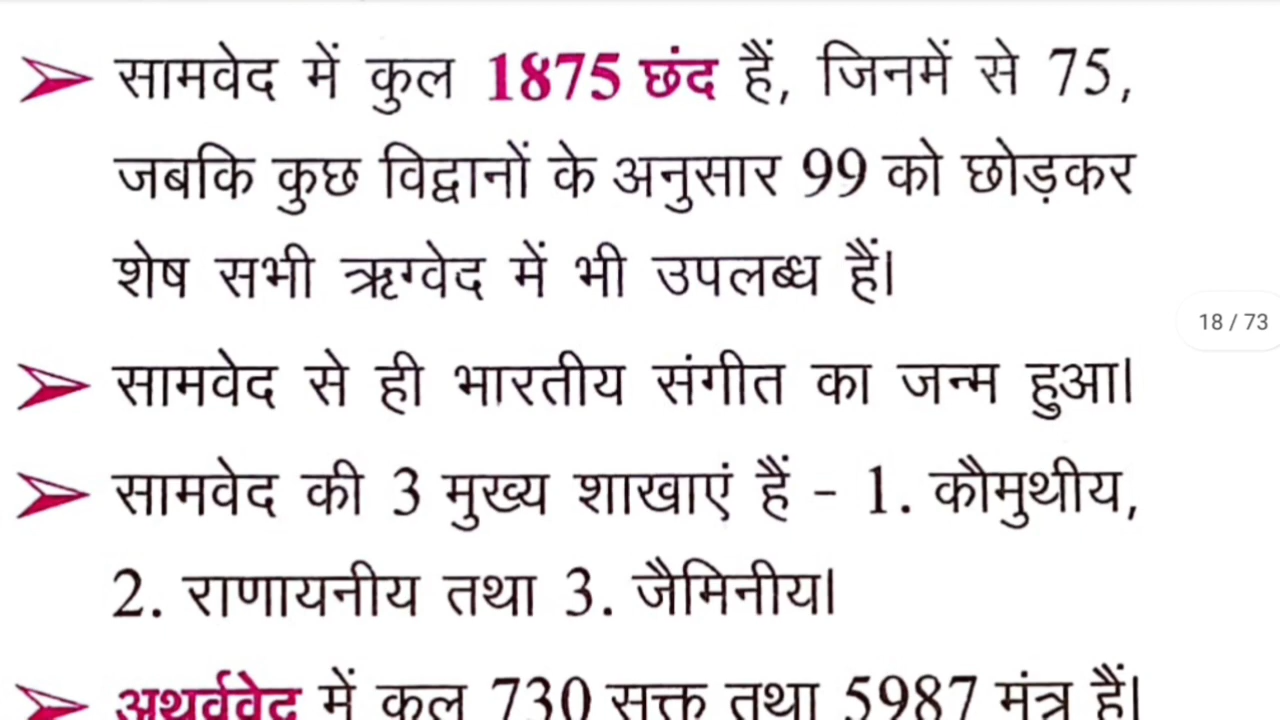 ➢ सामवेद में कुल 1875 छंद हैं, जिनमें से 75,
जबकि कुछ विद्वानों के अनुसार 99 को छोड़कर
शेष सभी ऋग्वेद में भी उपलब्ध हैं।
18 / 73
➢ सामवेद से ही भारतीय संगीत का जन्म हुआ।
➢ सामवेद की 3 मुख्य शाखाएं हैं - 1. कौमुथीय,
2. राणायनीय तथा 3. जैमिनीय।
➢ अथर्ववेद में कुल 730 सूक्त तथा 5987 मंत्र हैं।